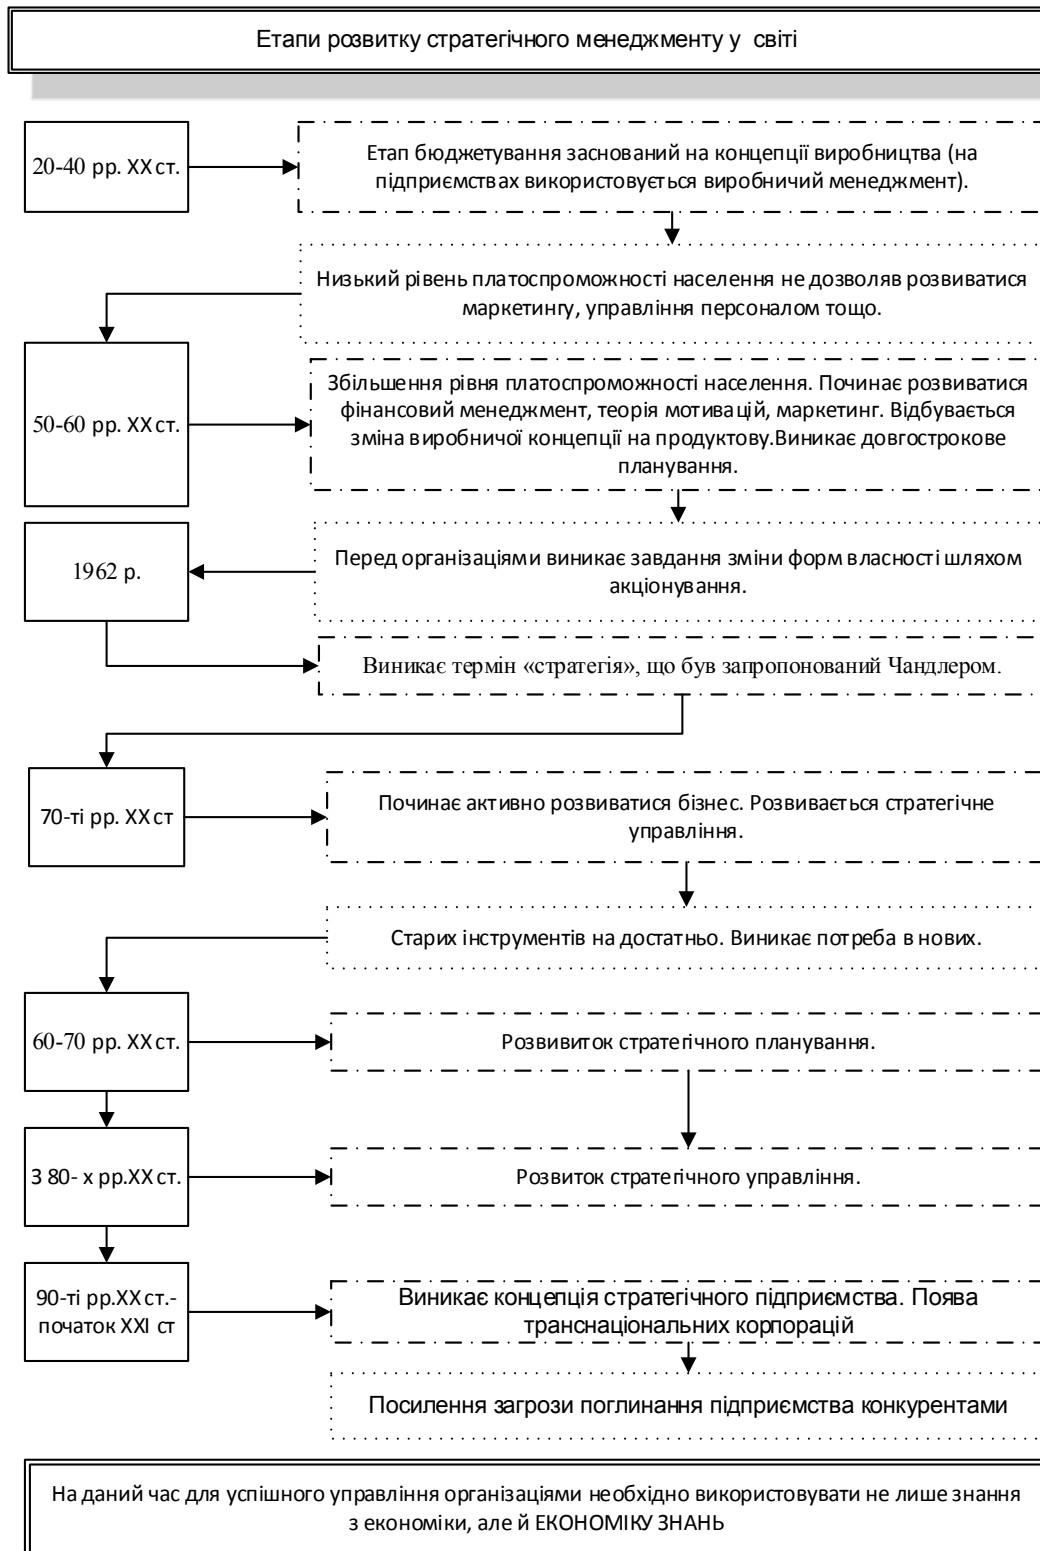 Етапи розвитку стратегічного менеджменту у світі
20-40 рр. ХХ ст.
Етап бюджетування заснований на концепції виробництва (на
підприємствах використовується виробничий менеджмент).
Низький рівень платоспроможності населення не дозволяв розвиватися
маркетингу, управління персоналом тощо.
50-60 рр. ХХ ст.
Збільшення рівня платоспроможності населення. Починає розвиватися
фінансовий менеджмент, теорія мотивацій, маркетинг. Відбувається
зміна виробничої концепції на продуктову.Виникає довгострокове
планування.
Перед організаціями виникає завдання зміни форм власності шляхом
акціонування.
1962 р.
Виникає термін «стратегія», що був запропонований Чандлером.
70-ті рр. ХХ ст
Починає активно розвиватися бізнес. Розвивається стратегічне
управління.
Старих інструментів на достатньо. Виникає потреба в нових.
60-70 рр. ХХ ст.
Розвивиток стратегічного планування.
З 80- х рр.ХХ ст.
Розвиток стратегічного управління.
90-ті рр.ХХ ст.-
початок ХХІ ст
Виникає концепція стратегічного підприємства. Поява
транснаціональних корпорацій
Посилення загрози поглинання підприємства конкурентами
На даний час для успішного управління організаціями необхідно використовувати не лише знання
з економіки, але й ЕКОНОМІКУ ЗНАНЬ